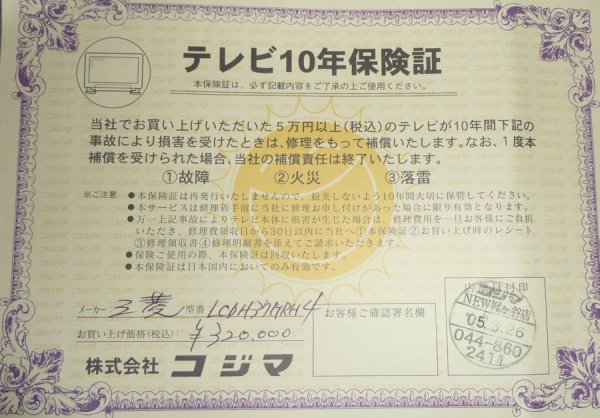 テレビ10年保険証
本保険証は、必ず記載内容をご了承の上ご使用ください。
当社でお買い上げいただいた5万円以上(税込)のテレビが10年間下記の
事故により損害を受けたときは、修理をもって補償いたします。なお、1度本
補償を受けられた場合、当社の補償責任は終了いたします。
①故障 ②火災 ③落雷
※ご注意 ●本保険証は再発行いたしませんので、紛失しないよう10年間大切に保管してください。
●本サービスは修理着手前に当社に修理お申し付けがあった場合に限り有効となります。
●万一上記事故によりテレビ本体に損害が生じた場合は、修理費用を一旦お客様にご負担
いただき、修理費領収日から30日以内に当社へ①本保険証②お買い上げ時のレシート
③修理領収書④修理明細書を添えてご請求いただきます。
●保険ご使用の際、本保険証は回収いたします。
●本保険証は日本国内においてのみ有効です。
メーカー:三菱 型番 LCDH37MRH4
お買い上げ価格(税込) ¥320,000
株式会社 コジマ
お客様ご確認署名欄
コジマ
NEW梶ヶ谷店
'05.3.26
044-860
2411